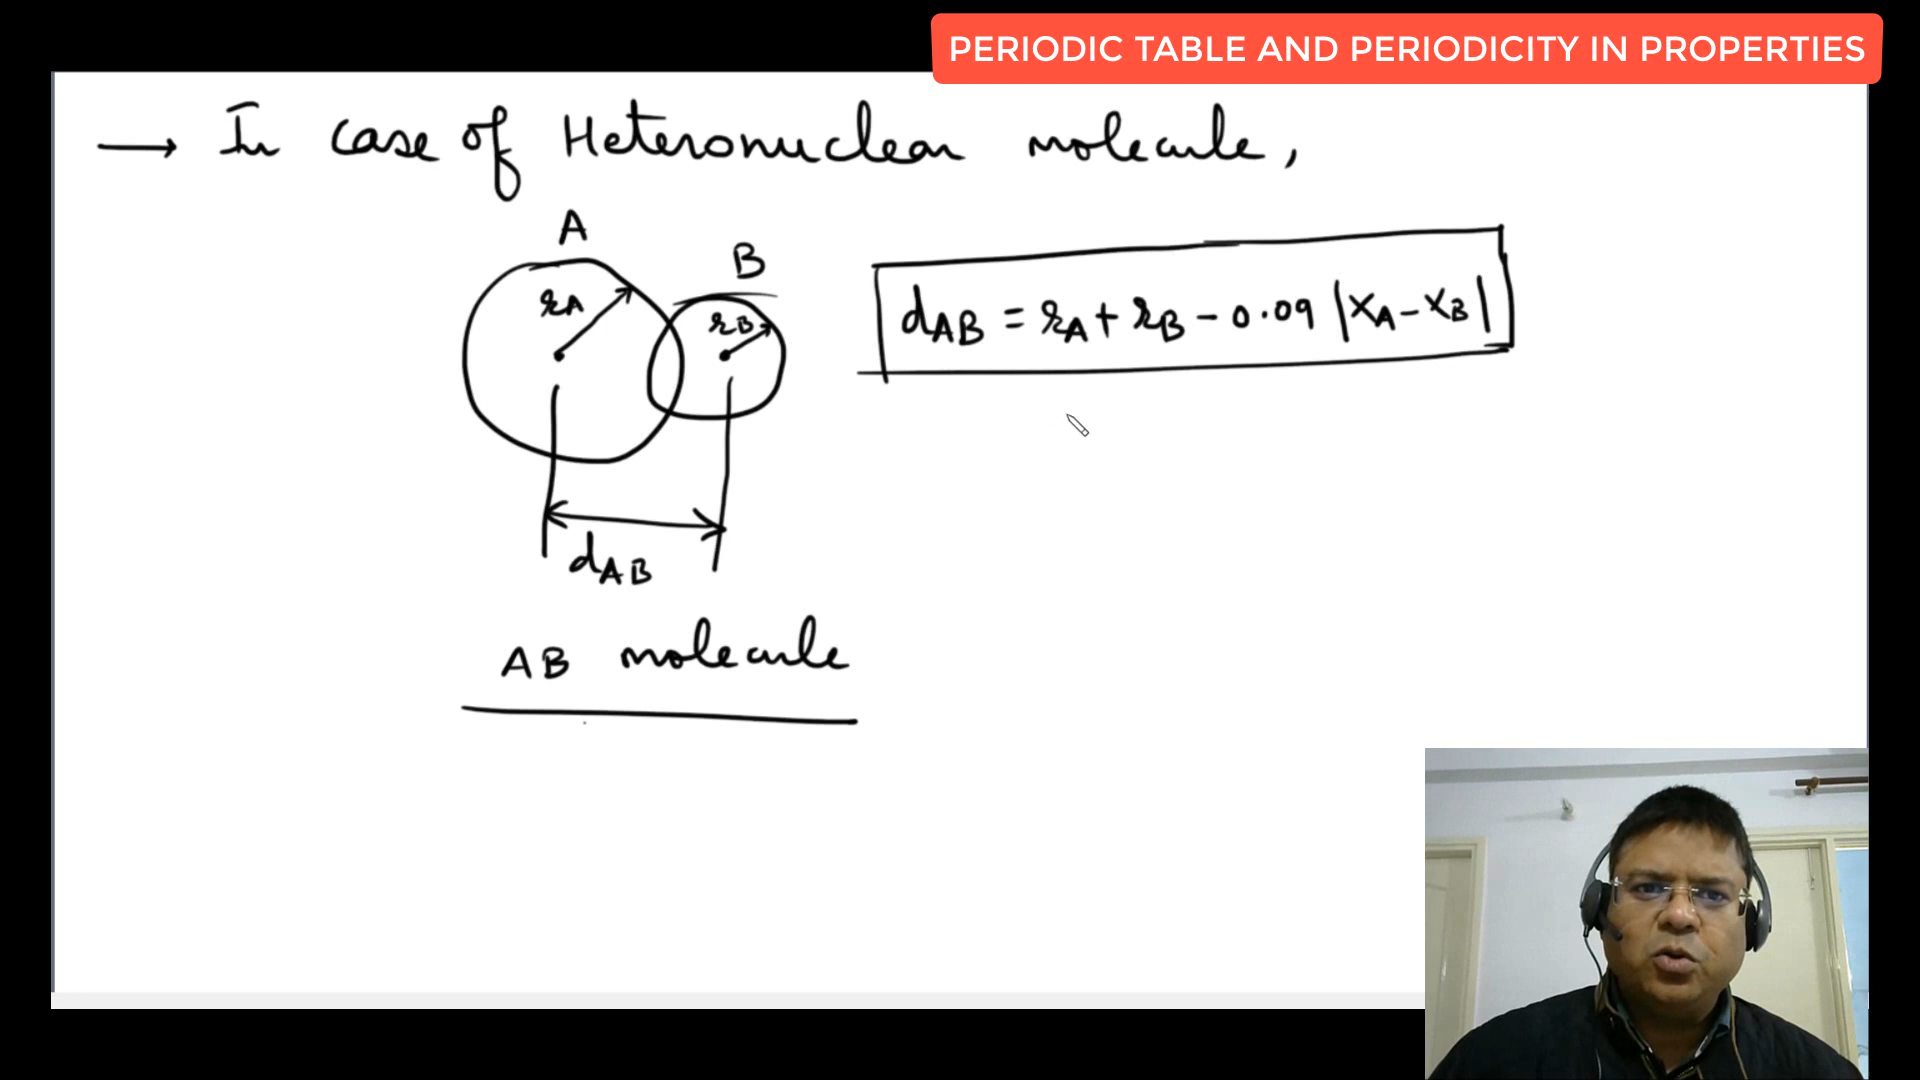 PERIODIC TABLE AND PERIODICITY IN PROPERTIES
→ In case of Heteronuclear molecule,
A
B
rA
rB
dAB = rA + rB - 0.09 |XA - XB|
dAB
AB molecule